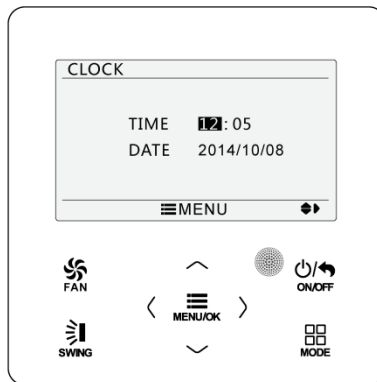 CLOCK
TIME 12 : 05
DATE 2014/10/08
MENU
FAN
MENU/OK
ON/OFF
SWING
MODE